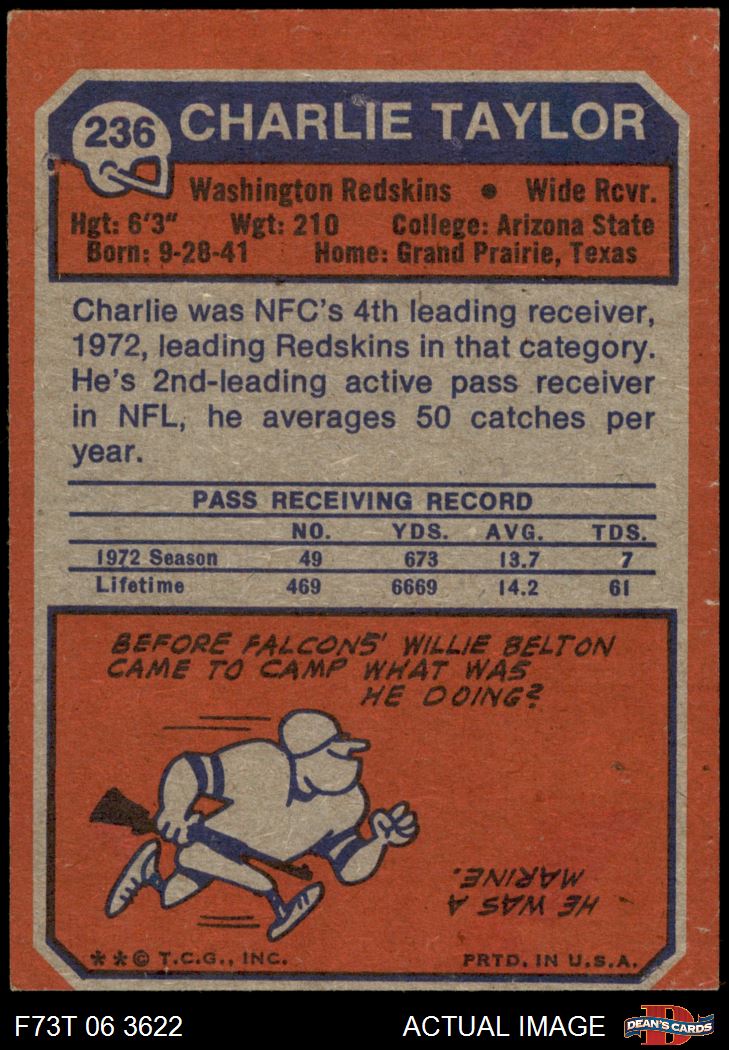 236 CHARLIE TAYLOR
Washington Redskins • Wide Rcvr.
Hgt: 6'3" Wgt: 210 College: Arizona State
Born: 9-28-41 Home: Grand Prairie, Texas
Charlie was NFC's 4th leading receiver,
1972, leading Redskins in that category.
He's 2nd-leading active pass receiver
in NFL, he averages 50 catches per
year.
PASS RECEIVING RECORD
NO. YDS. AVG. TDS.
1972 Season 49 673 13.7 7
Lifetime 469 6669 14.2 61
BEFORE FALCONS' WILLIE BELTON
CAME TO CAMP WHAT WAS
HE DOING?
HE WAS A
MARINE.
**© T.C.G., INC. PRTD. IN U.S.A.
F73T 06 3622 ACTUAL IMAGE D DEAN'S CARDS